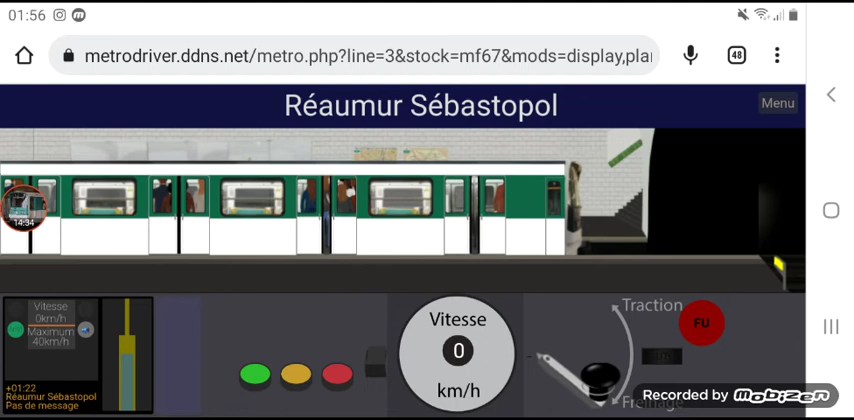 01:56
metrodriver.ddns.net/metro.php?line=3&stock=mf67&mods=display,pla
48
Réaumur Sébastopol
Menu
14:34
Vitesse
0km/h
Maximum
40km/h
+01:22
Réaumur Sébastopol
Pas de message
Vitesse
0
km/h
Traction
FU
Freinage
Recorded by mobizen